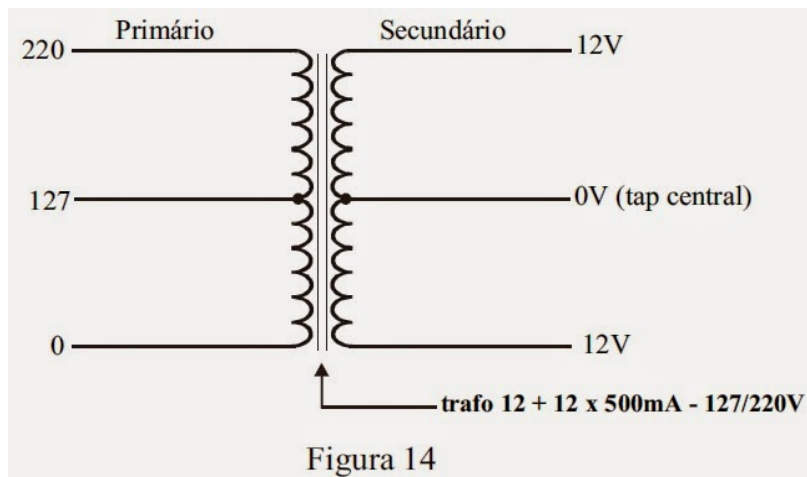 Primário
Secundário
220
12V
127
0V (tap central)
0
12V
trafo 12 + 12 x 500mA - 127/220V
Figura 14